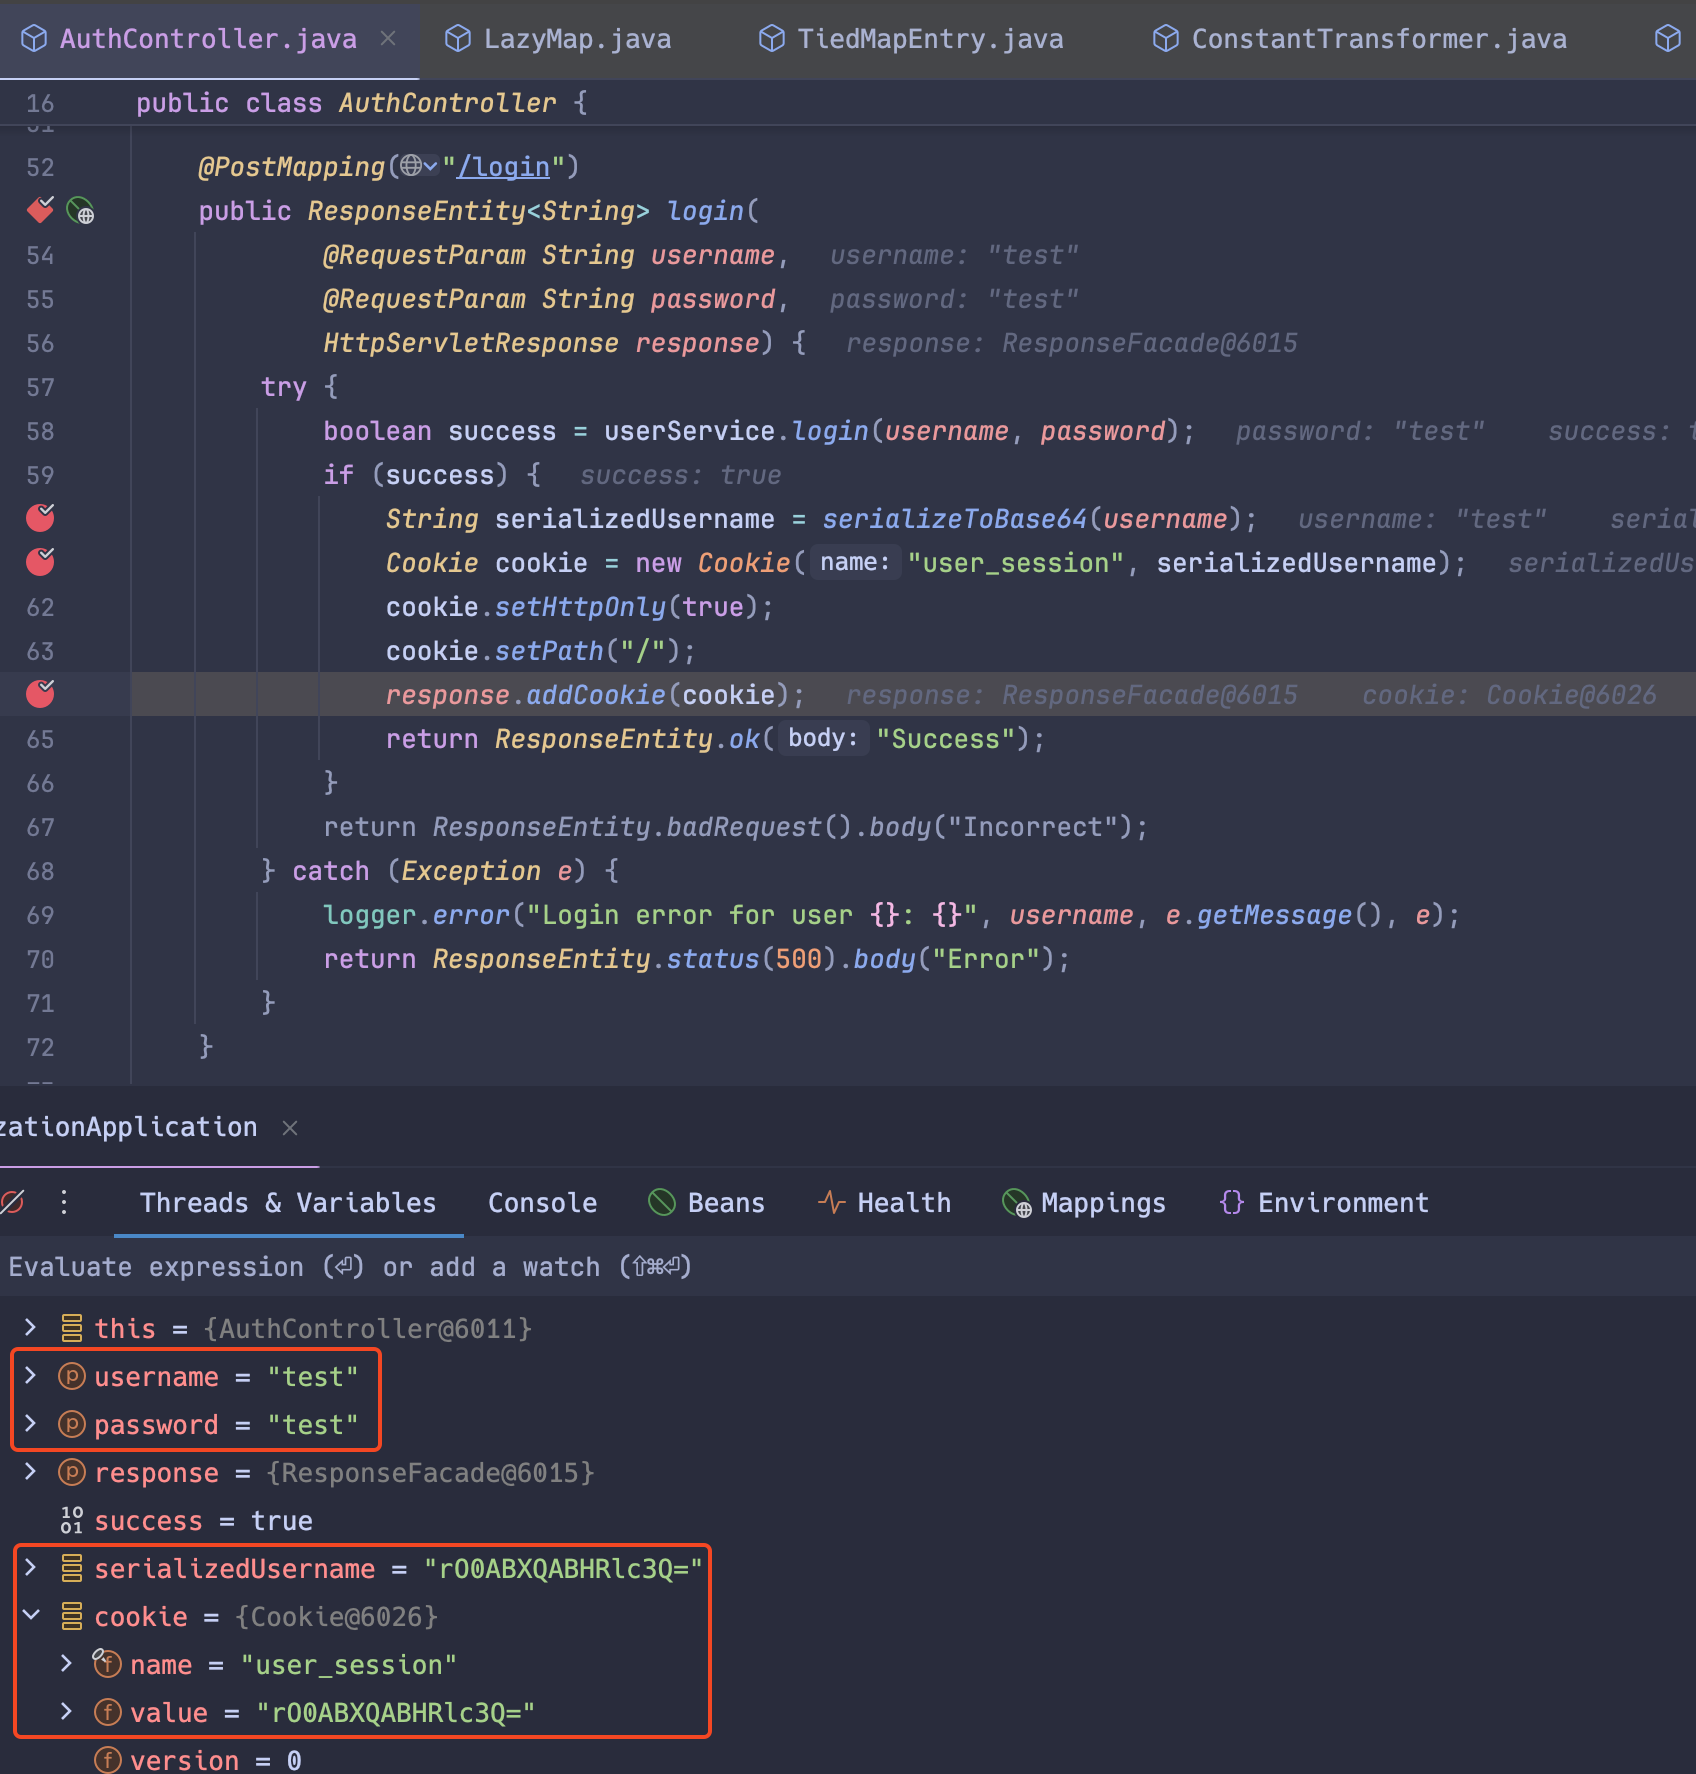 AuthController.java LazyMap.java TiedMapEntry.java ConstantTransformer.java
16 public class AuthController {
52 @PostMapping("/login")
public ResponseEntity<String> login(
54 @RequestParam String username, username: "test"
55 @RequestParam String password, password: "test"
56 HttpServletResponse response) { response: ResponseFacade@6015
57 try {
58 boolean success = userService.login(username, password); password: "test" success: t
59 if (success) { success: true
String serializedUsername = serializeToBase64(username); username: "test" serial
Cookie cookie = new Cookie( name: "user_session", serializedUsername); serializedUs
62 cookie.setHttpOnly(true);
63 cookie.setPath("/");
response.addCookie(cookie); response: ResponseFacade@6015 cookie: Cookie@6026
65 return ResponseEntity.ok( body: "Success");
66 }
67 return ResponseEntity.badRequest().body("Incorrect");
68 } catch (Exception e) {
69 logger.error("Login error for user {}: {}", username, e.getMessage(), e);
70 return ResponseEntity.status(500).body("Error");
71 }
72 }
zationApplication
Threads & Variables Console Beans Health Mappings Environment
Evaluate expression (⏎) or add a watch (⇧⌘⏎)
this = {AuthController@6011}
username = "test"
password = "test"
response = {ResponseFacade@6015}
success = true
serializedUsername = "rO0ABXQABHRlc3Q="
cookie = {Cookie@6026}
name = "user_session"
value = "rO0ABXQABHRlc3Q="
version = 0